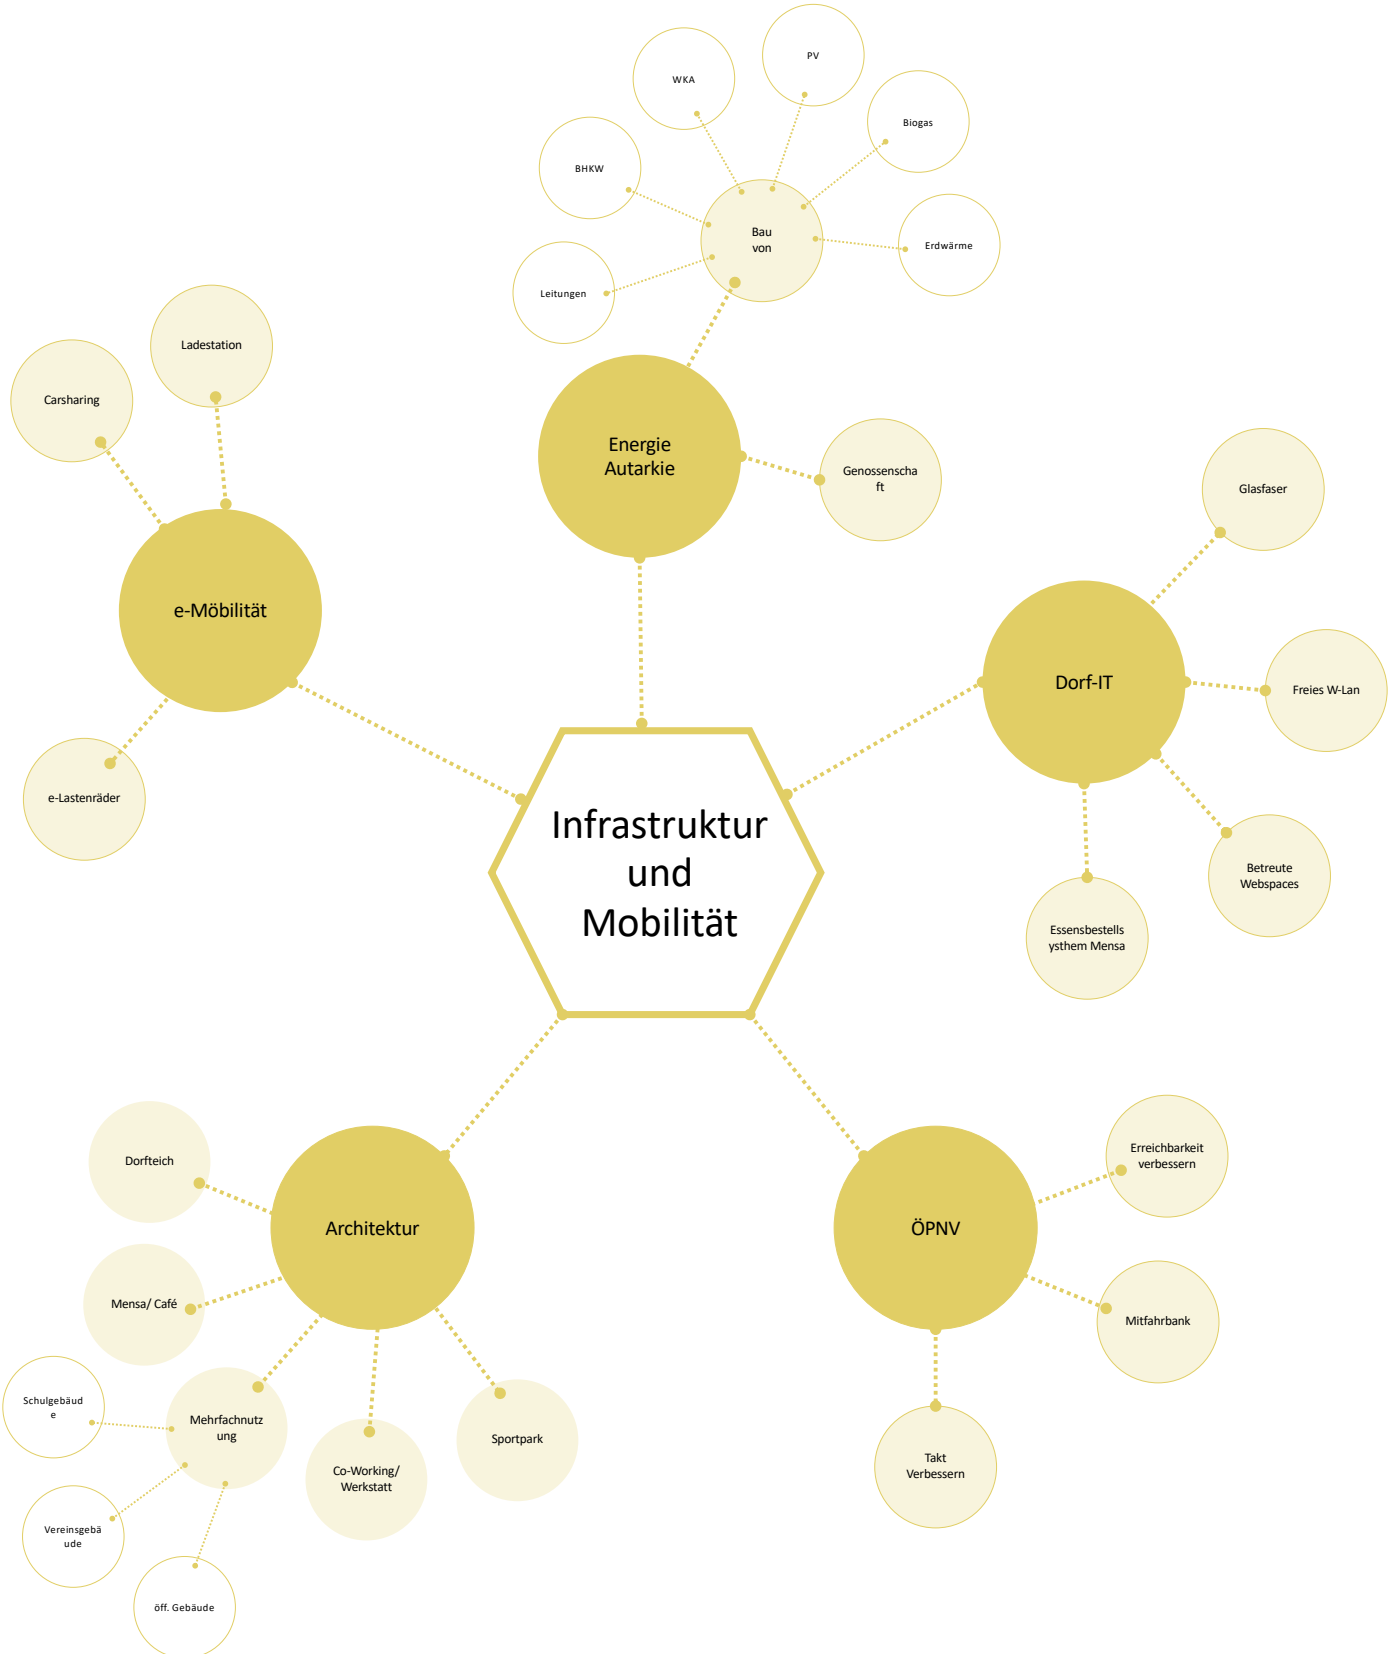 PV
WKA
Biogas
BHKW
Bau
von
Erdwärme
Leitungen
Ladestation
Carsharing
Energie
Autarkie
Genossenscha
ft
Glasfaser
e-Möbilität
Dorf-IT
Freies W-Lan
e-Lastenräder
Infrastruktur
und
Mobilität
Betreute
Webspaces
Essensbestells
ysthem Mensa
Erreichbarkeit
verbessern
Dorfteich
Architektur
ÖPNV
Mensa/ Café
Mitfahrbank
Schulgebäud
e
Mehrfachnutz
ung
Sportpark
Co-Working/
Werkstatt
Takt
Verbessern
Vereinsgebä
ude
öff. Gebäude